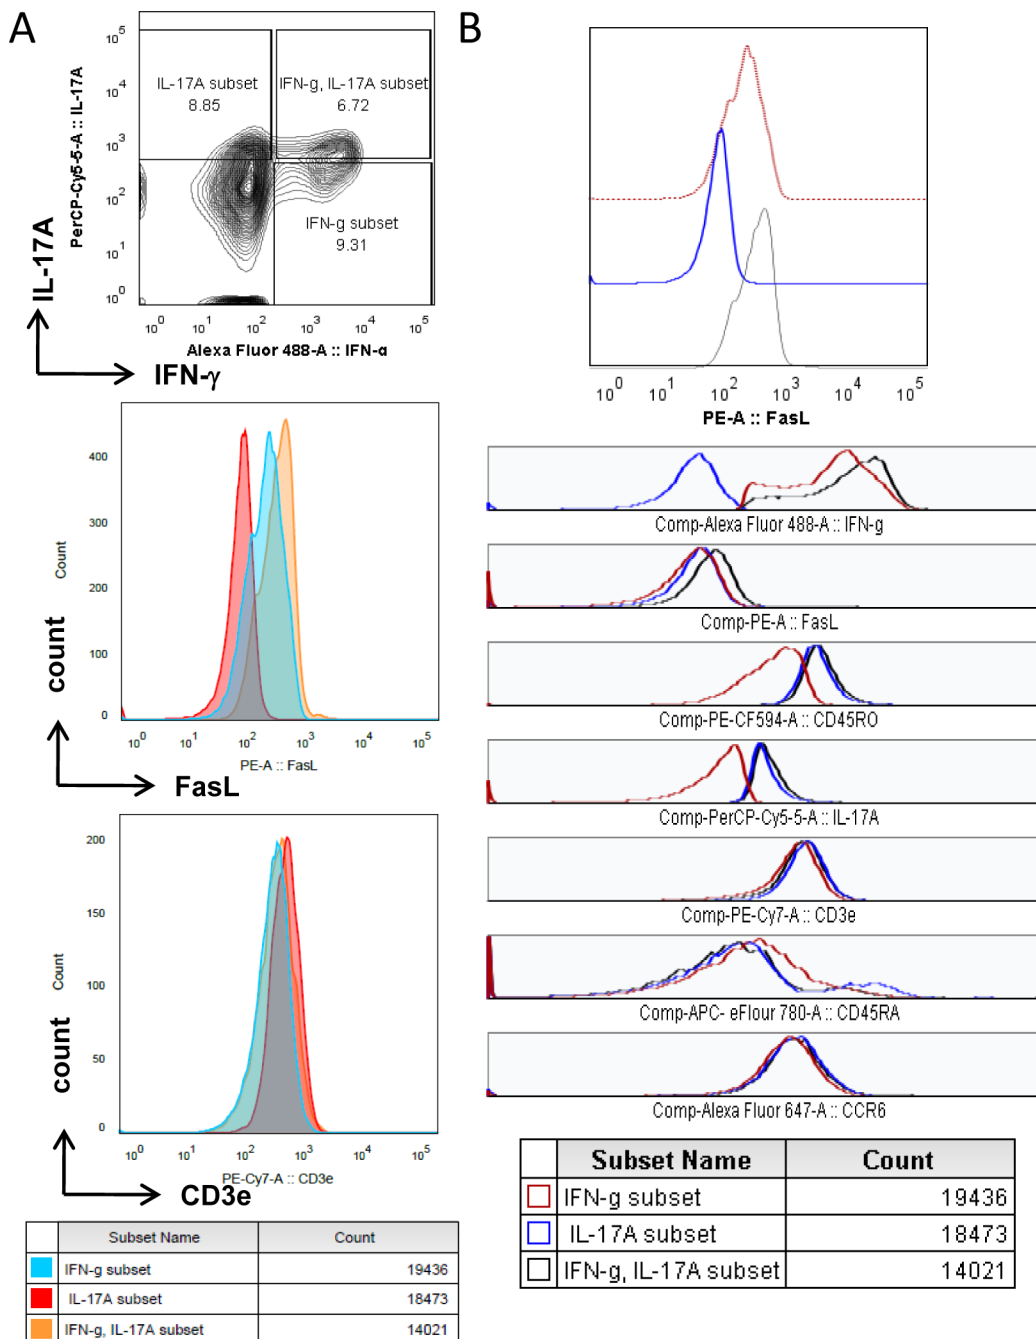 A
10^5
10^4
10^3
10^2
10^1
10^0
PerCP-Cy5-5-A :: IL-17A
IL-17A
IL-17A subset
8.85
IFN-g, IL-17A subset
6.72
IFN-g subset
9.31
10^0 10^1 10^2 10^3 10^4 10^5
Alexa Fluor 488-A :: IFN-α
IFN-γ
400
300
200
100
0
Count
count
10^0 10^1 10^2 10^3 10^4 10^5
PE-A :: FasL
FasL
200
150
100
50
0
Count
count
10^0 10^1 10^2 10^3 10^4 10^5
PE-Cy7-A :: CD3e
CD3e
Subset Name Count
IFN-g subset 19436
IL-17A subset 18473
IFN-g, IL-17A subset 14021
B
10^0 10^1 10^2 10^3 10^4 10^5
PE-A :: FasL
Comp-Alexa Fluor 488-A :: IFN-g
Comp-PE-A :: FasL
Comp-PE-CF594-A :: CD45RO
Comp-PerCP-Cy5-5-A :: IL-17A
Comp-PE-Cy7-A :: CD3e
Comp-APC- eFlour 780-A :: CD45RA
Comp-Alexa Fluor 647-A :: CCR6
Subset Name Count
IFN-g subset 19436
IL-17A subset 18473
IFN-g, IL-17A subset 14021